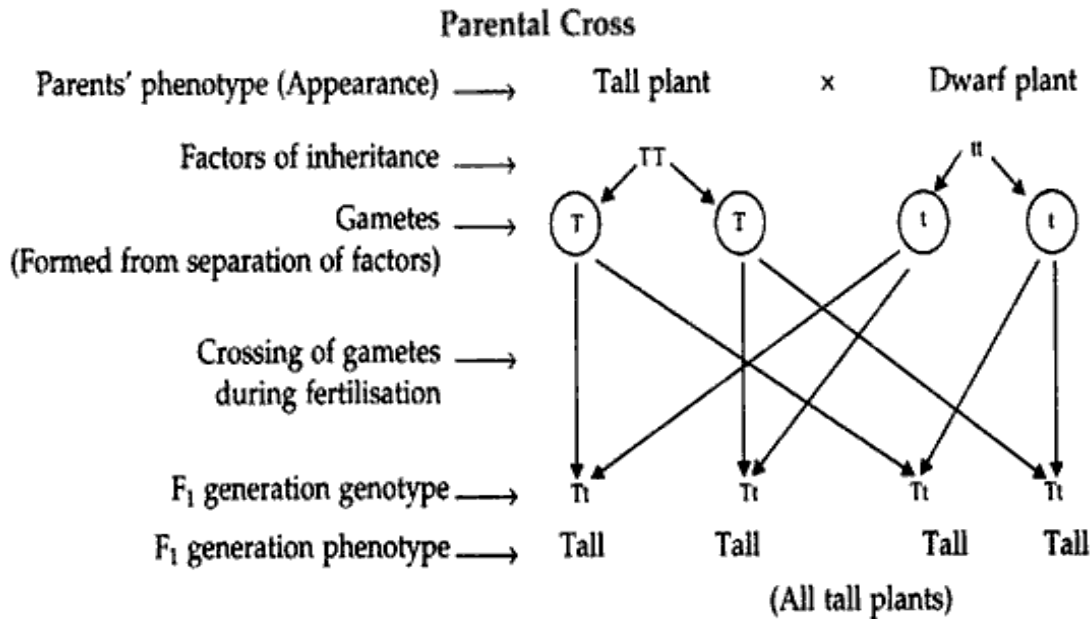 Parental Cross
Parents' phenotype (Appearance) → Tall plant x Dwarf plant
Factors of inheritance → TT tt
Gametes → T T t t
(Formed from separation of factors)
Crossing of gametes →
during fertilisation
F₁ generation genotype → Tt Tt Tt Tt
F₁ generation phenotype → Tall Tall Tall Tall
(All tall plants)